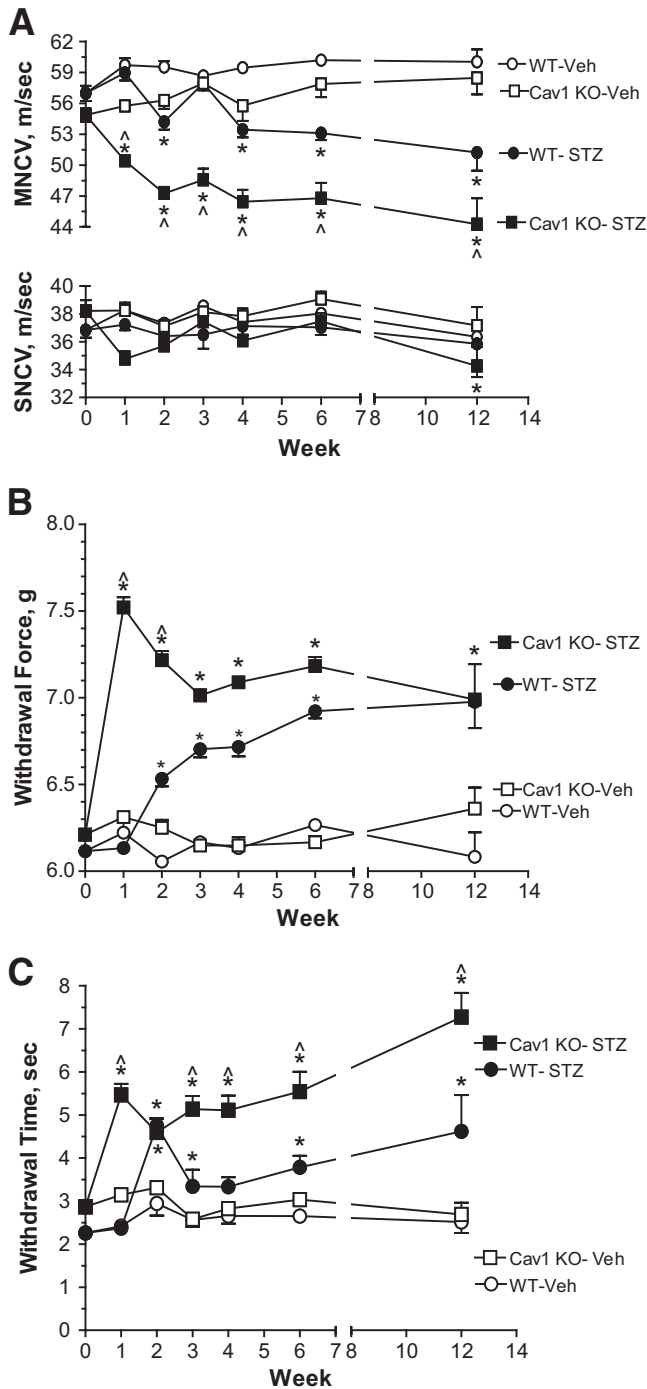 A
62
59
56
53
50
47
44
MNCV, m/sec
^
*
*
*
^
*
^
*
*
^
*
*
^
*
*
^
WT-Veh
Cav1 KO-Veh
WT- STZ
Cav1 KO- STZ
40
38
36
34
32
SNCV, m/sec
*
0 1 2 3 4 5 6 7 8 10 12 14
Week
B
8.0
7.5
7.0
6.5
6.0
Withdrawal Force, g
^
*
^
*
*
*
*
*
*
*
*
*
Cav1 KO- STZ
WT- STZ
Cav1 KO-Veh
WT-Veh
0 1 2 3 4 5 6 7 8 10 12 14
Week
C
8
7
6
5
4
3
2
1
0
Withdrawal Time, sec
^
*
*
*
^
*
*
^
*
^
*
*
^
*
*
Cav1 KO- STZ
WT- STZ
Cav1 KO- Veh
WT-Veh
0 1 2 3 4 5 6 7 8 10 12 14
Week